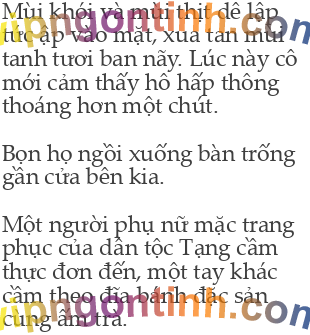 Mùi khói và mùi thịt dê lập
tức ập vào mặt, xua tan mùi
tanh tươi ban nãy. Lúc này cô
mới cảm thấy hô hấp thông
thoáng hơn một chút.

Bọn họ ngồi xuống bàn trống
gần cửa bên kia.

Một người phụ nữ mặc trang
phục của dân tộc Tạng cầm
thực đơn đến, một tay khác
cầm theo đĩa bánh đặc sản
cùng ấm trà.